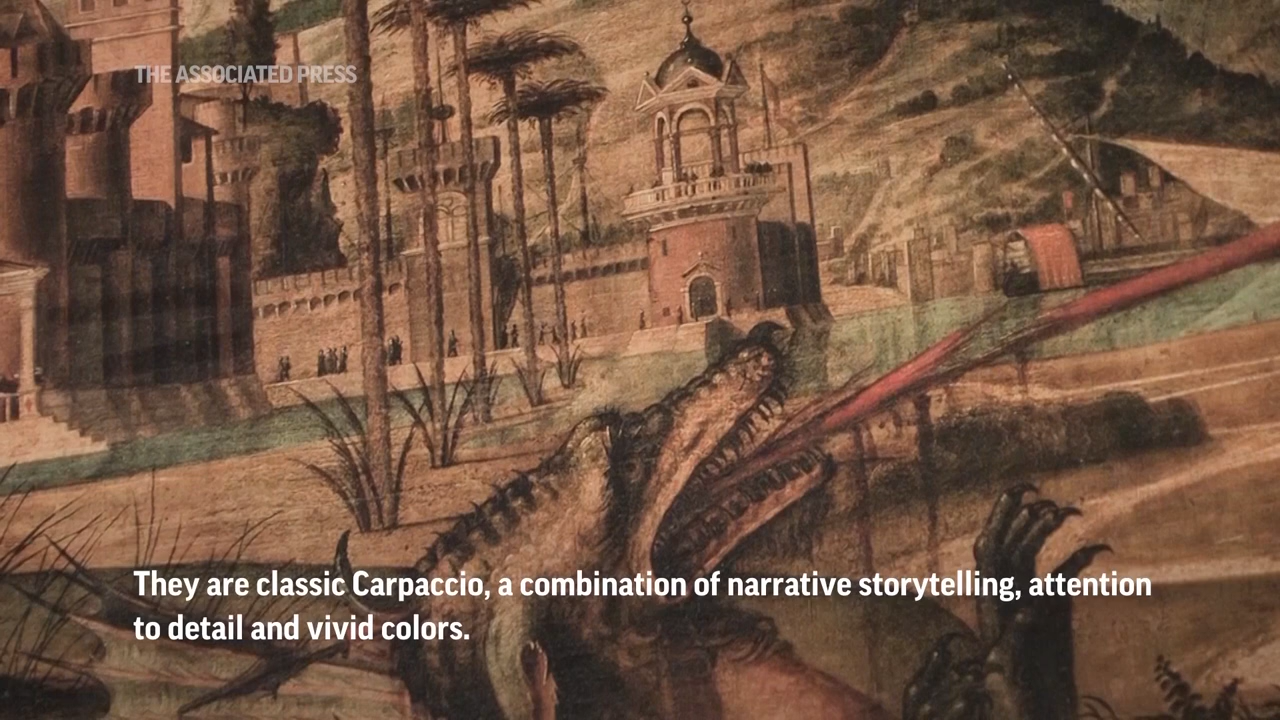 THE ASSOCIATED PRESS
They are classic Carpaccio, a combination of narrative storytelling, attention
to detail and vivid colors.